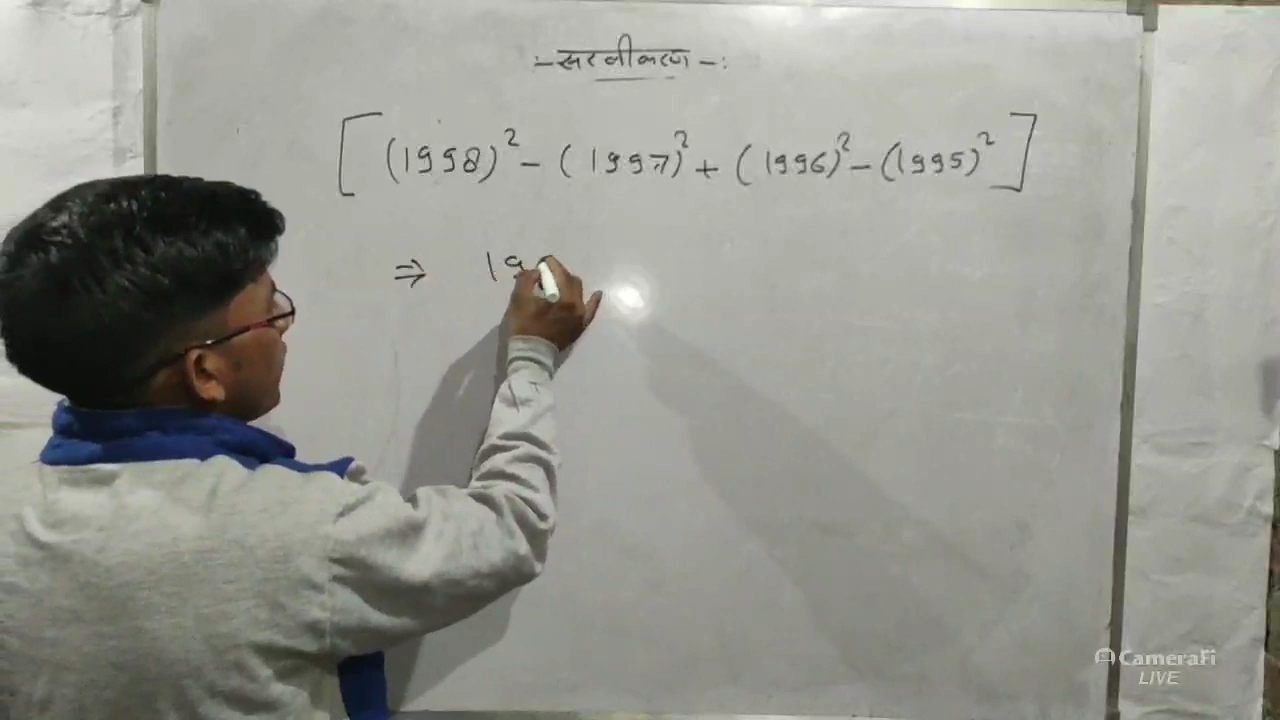 :- सरलीकरण -:
[ (1998)² - (1997)² + (1996)² - (1995)² ]
⇒ 19
CameraFi
LIVE